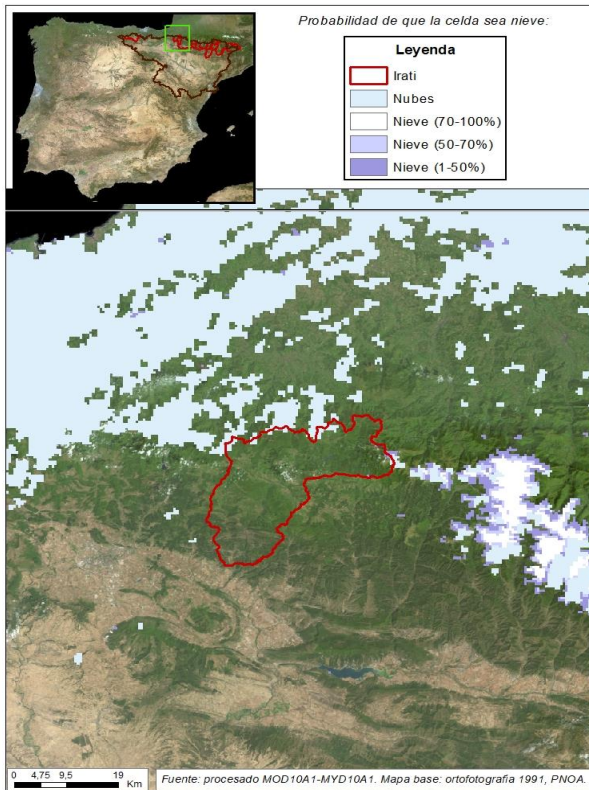 Probabilidad de que la celda sea nieve:
Leyenda
Irati
Nubes
Nieve (70-100%)
Nieve (50-70%)
Nieve (1-50%)
0 4,75 9,5 19
Km
Fuente: procesado MOD10A1-MYD10A1. Mapa base: ortofotografia 1991, PNOA.